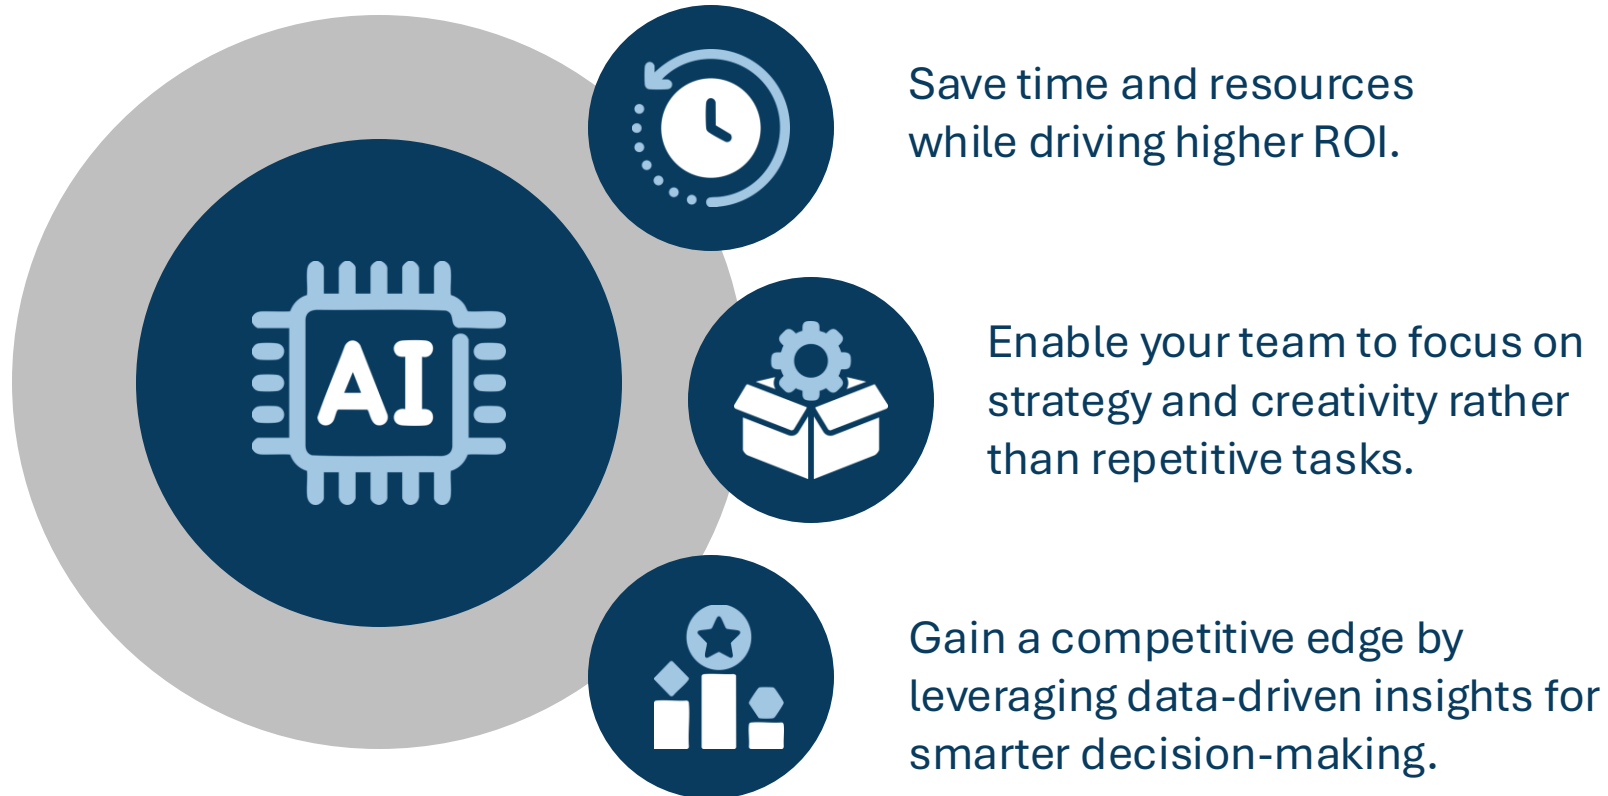 AI
Save time and resources
while driving higher ROI.
Enable your team to focus on
strategy and creativity rather
than repetitive tasks.
Gain a competitive edge by
leveraging data-driven insights for
smarter decision-making.